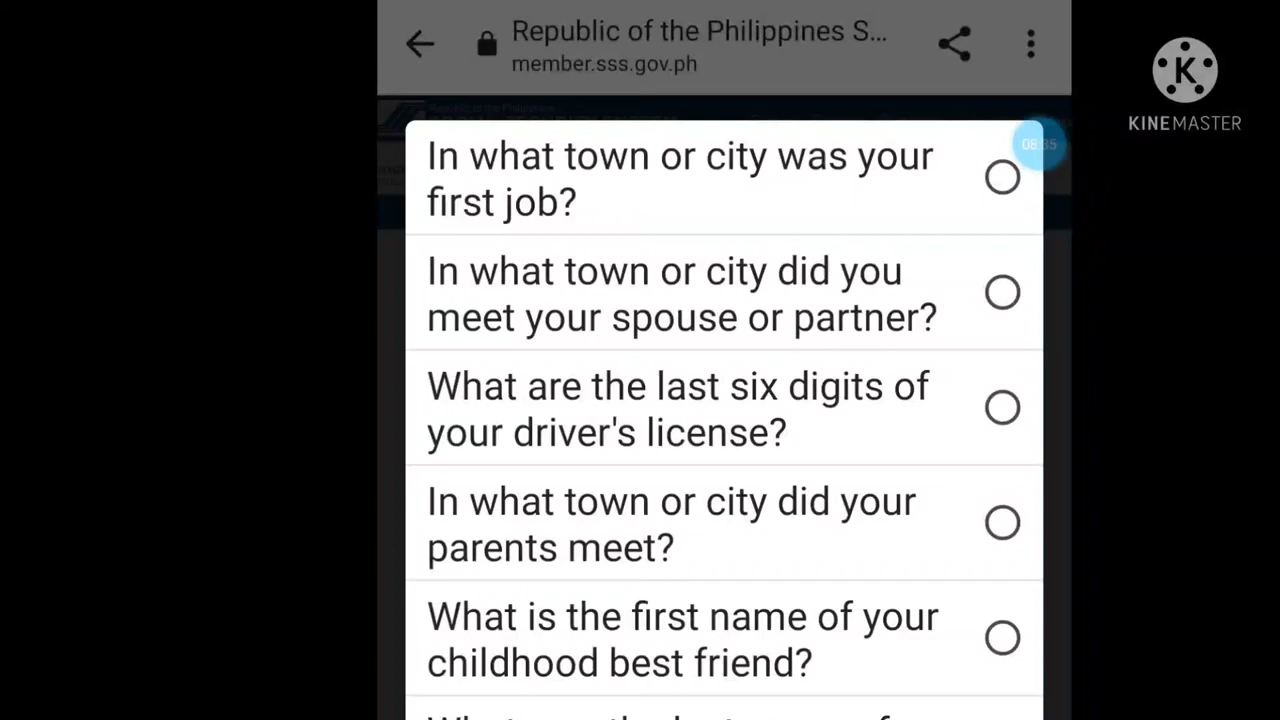 Republic of the Philippines S...
member.sss.gov.ph
KINEMASTER
08:35
In what town or city was your
first job?
In what town or city did you
meet your spouse or partner?
What are the last six digits of
your driver's license?
In what town or city did your
parents meet?
What is the first name of your
childhood best friend?